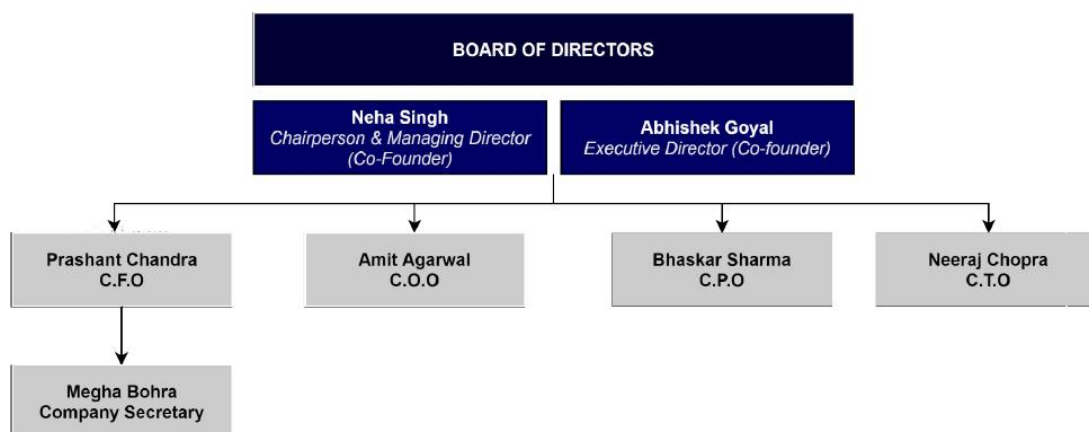 BOARD OF DIRECTORS
Neha Singh
Chairperson & Managing Director
(Co-Founder)
Abhishek Goyal
Executive Director (Co-founder)
Prashant Chandra
C.F.O
Amit Agarwal
C.O.O
Bhaskar Sharma
C.P.O
Neeraj Chopra
C.T.O
Megha Bohra
Company Secretary